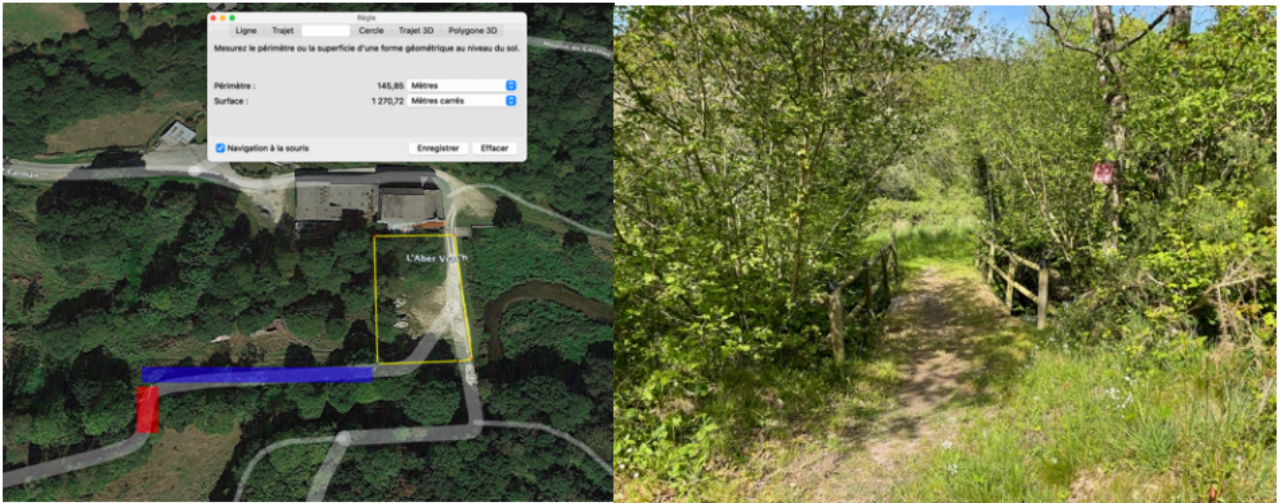 Règle
Ligne Trajet Cercle Trajet 3D Polygone 3D
Mesurez le périmètre ou la superficie d'une forme géométrique au niveau du sol.
Périmètre : 145,85 Mètres
Surface : 1 270,72 Mètres carrés
Navigation à la souris Enregistrer Effacer